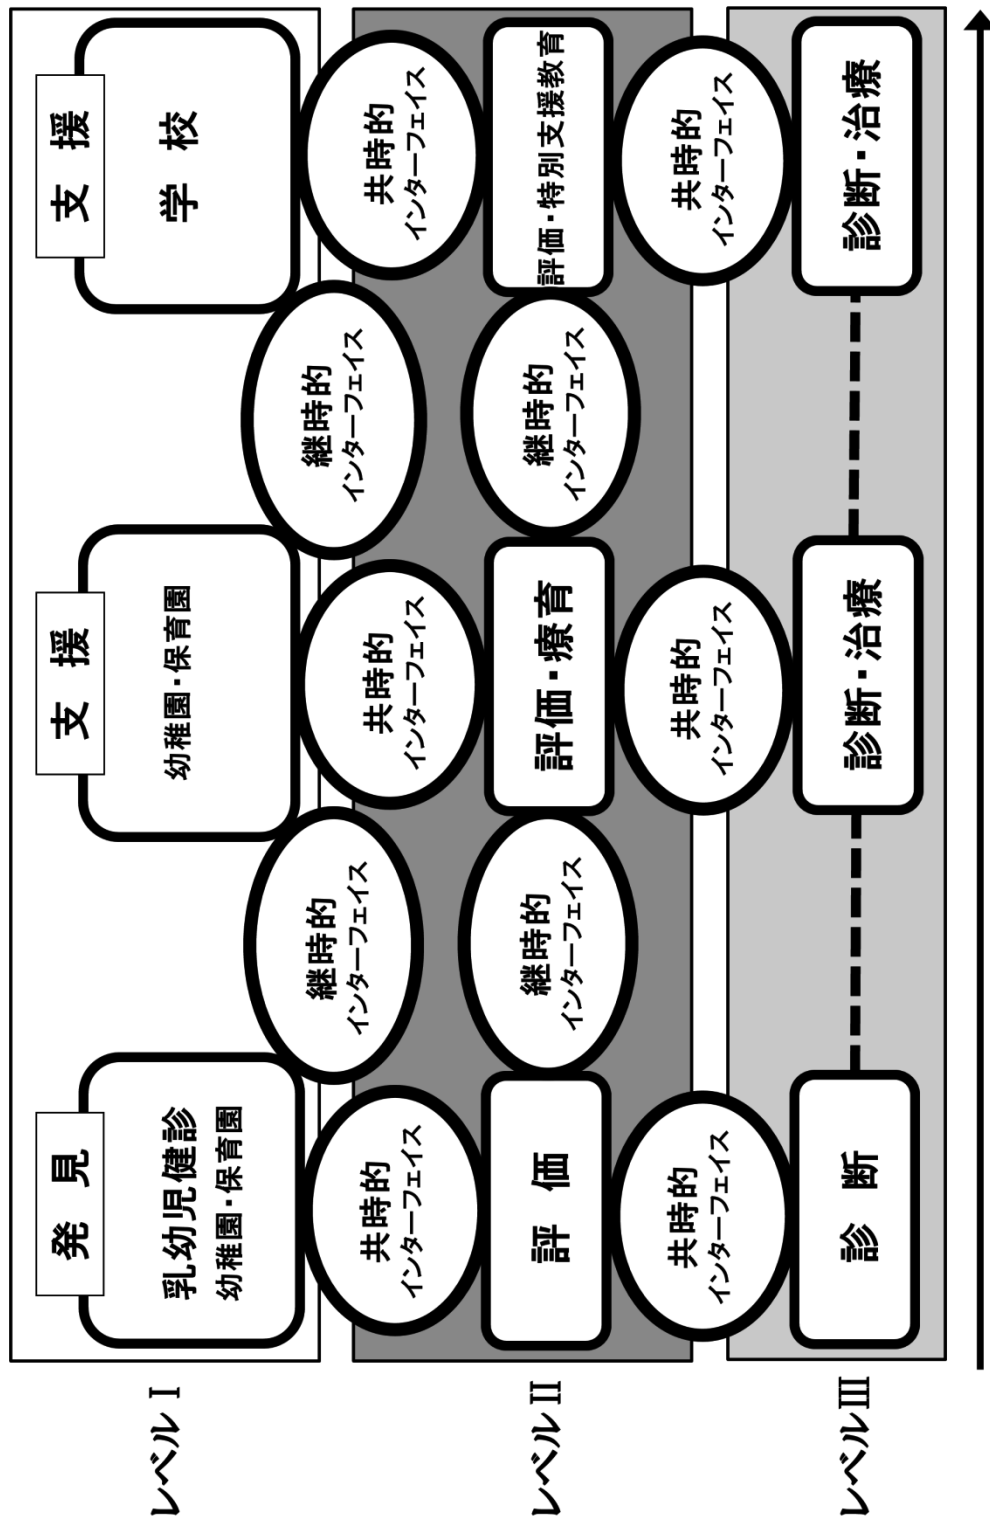 レベルⅠ
発見
乳幼児健診
幼稚園・保育園
支援
幼稚園・保育園
支援
学校
継時的
インターフェイス
継時的
インターフェイス
共時的
インターフェイス
共時的
インターフェイス
共時的
インターフェイス
レベルⅡ
評価
継時的
インターフェイス
評価・療育
継時的
インターフェイス
評価・特別支援教育
共時的
インターフェイス
共時的
インターフェイス
共時的
インターフェイス
レベルⅢ
診断
診断・治療
診断・治療